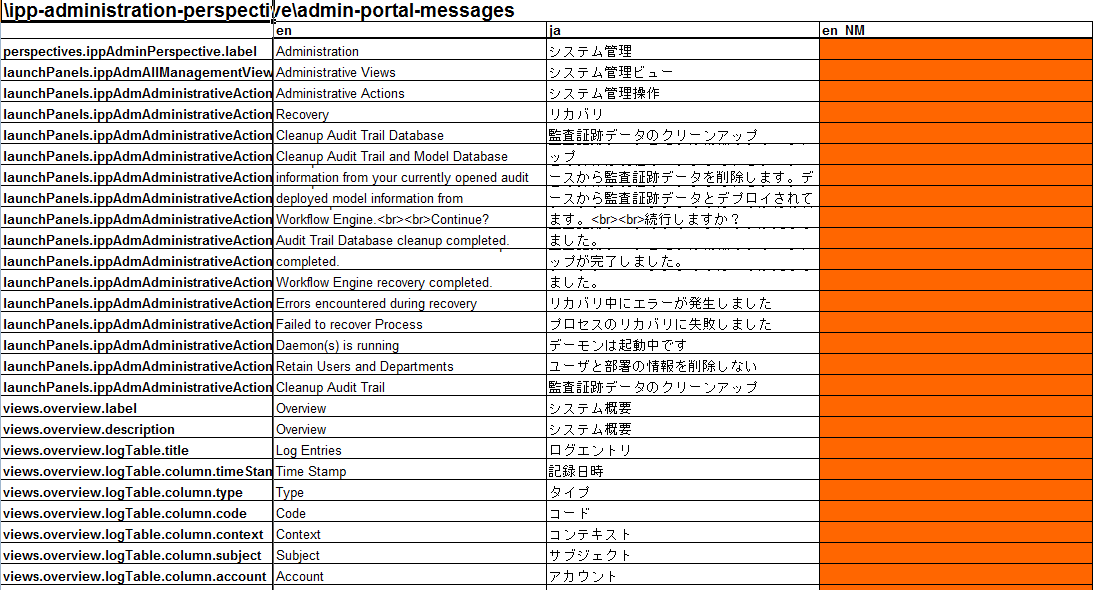 \ipp-administration-perspective\admin-portal-messages
en ja en_NM
perspectives.ippAdminPerspective.label Administration システム管理
launchPanels.ippAdmAllManagementView Administrative Views システム管理ビュー
launchPanels.ippAdmAdministrativeAction Administrative Actions システム管理操作
launchPanels.ippAdmAdministrativeAction Recovery リカバリ
launchPanels.ippAdmAdministrativeAction Cleanup Audit Trail Database 監査証跡データのクリーンアップ
launchPanels.ippAdmAdministrativeAction Cleanup Audit Trail and Model Database ップ
launchPanels.ippAdmAdministrativeAction information from your currently opened audit ースから監査証跡データを削除します。デ
launchPanels.ippAdmAdministrativeAction deployed model information from ースから監査証跡データとデプロイされて
launchPanels.ippAdmAdministrativeAction Workflow Engine.<br><br>Continue? ます。<br><br>続行しますか？
launchPanels.ippAdmAdministrativeAction Audit Trail Database cleanup completed. ました。
launchPanels.ippAdmAdministrativeAction completed. ップが完了しました。
launchPanels.ippAdmAdministrativeAction Workflow Engine recovery completed. ました。
launchPanels.ippAdmAdministrativeAction Errors encountered during recovery リカバリ中にエラーが発生しました
launchPanels.ippAdmAdministrativeAction Failed to recover Process プロセスのリカバリに失敗しました
launchPanels.ippAdmAdministrativeAction Daemon(s) is running デーモンは起動中です
launchPanels.ippAdmAdministrativeAction Retain Users and Departments ユーザと部署の情報を削除しない
launchPanels.ippAdmAdministrativeAction Cleanup Audit Trail 監査証跡データのクリーンアップ
views.overview.label Overview システム概要
views.overview.description Overview システム概要
views.overview.logTable.title Log Entries ログエントリ
views.overview.logTable.column.timeStan Time Stamp 記録日時
views.overview.logTable.column.type Type タイプ
views.overview.logTable.column.code Code コード
views.overview.logTable.column.context Context コンテキスト
views.overview.logTable.column.subject Subject サブジェクト
views.overview.logTable.column.account Account アカウント